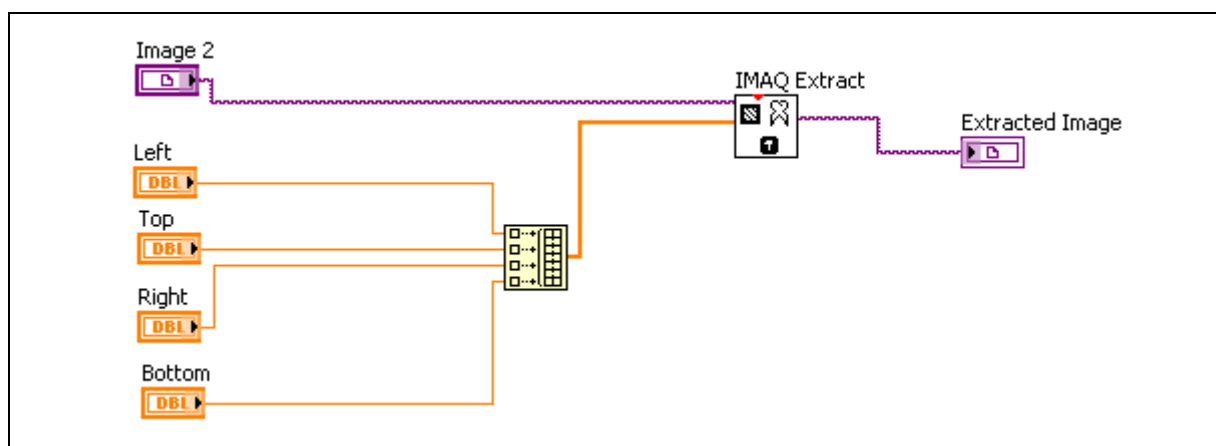 Image 2
IMAQ Extract
Extracted Image
Left
DBL
Top
DBL
Right
DBL
Bottom
DBL